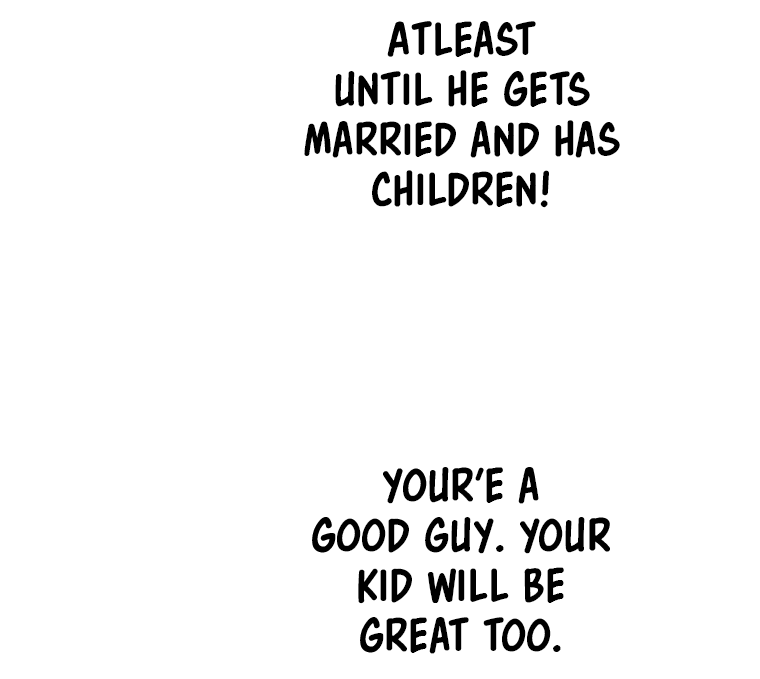 ATLEAST
UNTIL HE GETS
MARRIED AND HAS
CHILDREN!
YOUR'E A
GOOD GUY. YOUR
KID WILL BE
GREAT TOO.